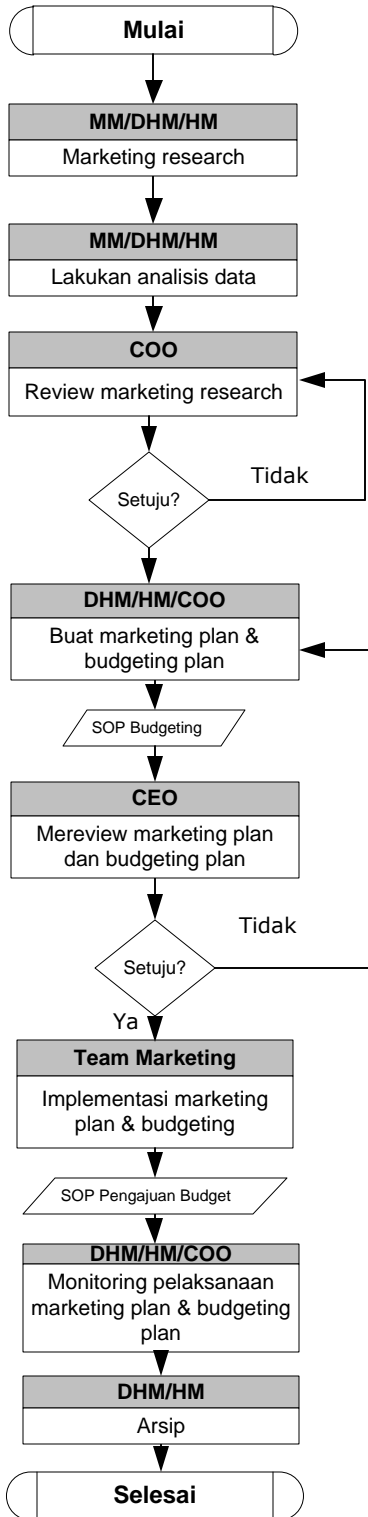 Mulai
MM/DHM/HM
Marketing research
MM/DHM/HM
Lakukan analisis data
COO
Review marketing research
Tidak
Setuju?
DHM/HM/COO
Buat marketing plan &
budgeting plan
SOP Budgeting
CEO
Mereview marketing plan
dan budgeting plan
Tidak
Setuju?
Ya
Team Marketing
Implementasi marketing
plan & budgeting
SOP Pengajuan Budget
DHM/HM/COO
Monitoring pelaksanaan
marketing plan & budgeting
plan
DHM/HM
Arsip
Selesai